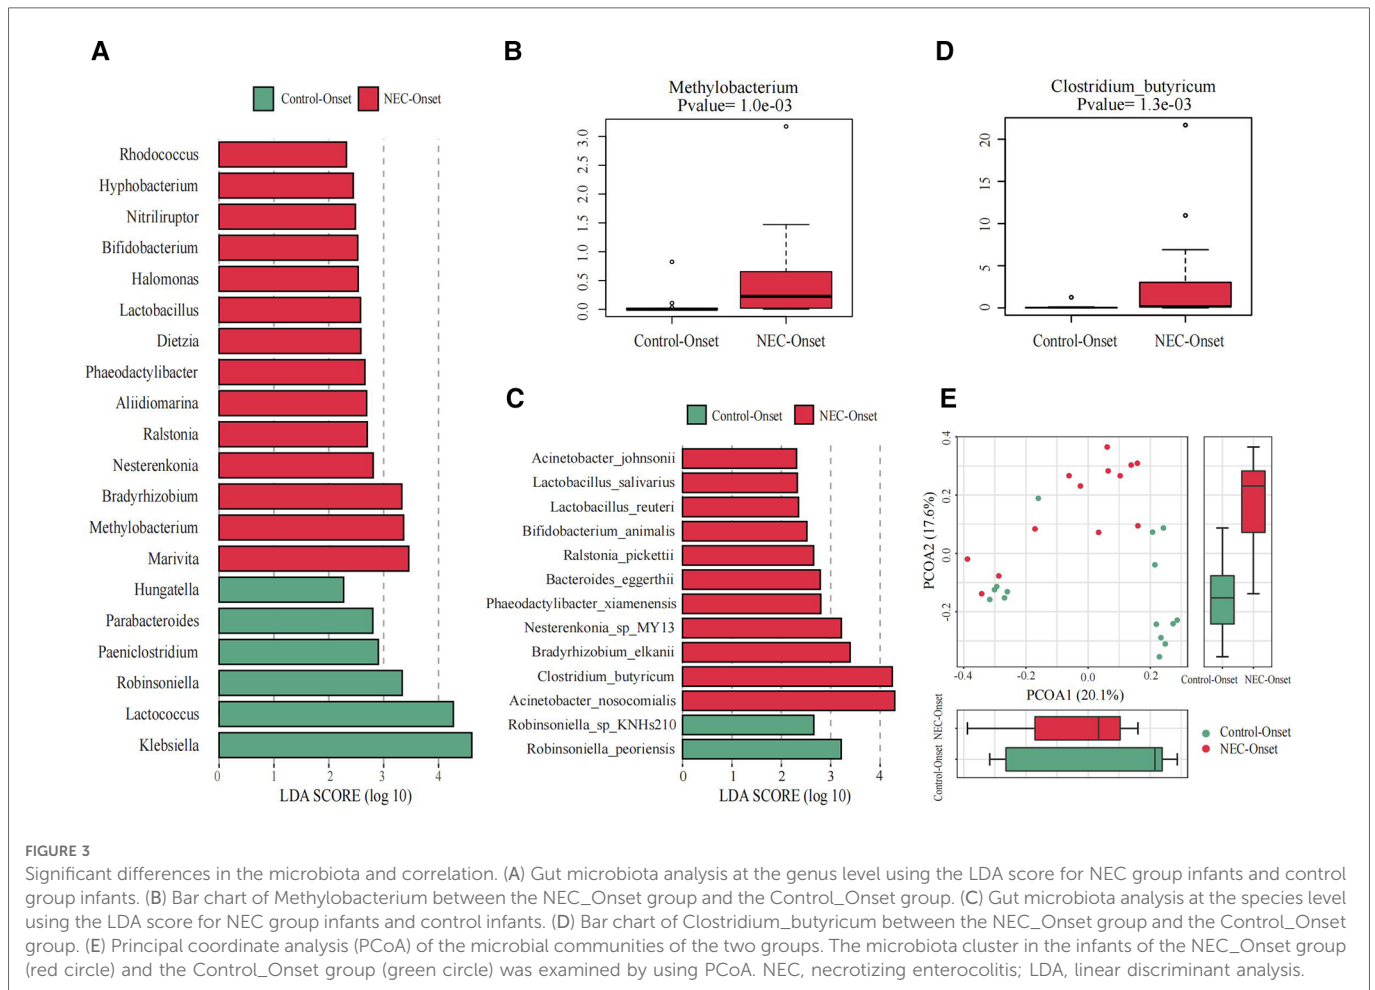 A
Control-Onset NEC-Onset
Rhodococcus
Hyphobacterium
Nitriliruptor
Bifidobacterium
Halomonas
Lactobacillus
Dietzia
Phaeodactylibacter
Aliidiomarina
Ralstonia
Nesterenkonia
Bradyrhizobium
Methylobacterium
Marivita
Hungatella
Parabacteroides
Paeniclostridium
Robinsoniella
Lactococcus
Klebsiella
0 1 2 3 4
LDA SCORE (log 10)
B
Methylobacterium
Pvalue= 1.0e-03
3.0
2.5
2.0
1.5
1.0
0.5
0.0
Control-Onset NEC-Onset
D
Clostridium_butyricum
Pvalue= 1.3e-03
20
15
10
5
0
Control-Onset NEC-Onset
C
Control-Onset NEC-Onset
Acinetobacter_johnsonii
Lactobacillus_salivarius
Lactobacillus_reuteri
Bifidobacterium_animalis
Ralstonia_pickettii
Bacteroides_eggerthii
Phaeodactylibacter_xiamenensis
Nesterenkonia_sp_MY13
Bradyrhizobium_elkanii
Clostridium_butyricum
Acinetobacter_nosocomialis
Robinsoniella_sp_KNHs210
Robinsoniella_peoriensis
0 1 2 3 4
LDA SCORE (log 10)
E
0.4
0.2
0.0
-0.2
PCOA2 (17.6%)
-0.4 -0.2 0.0 0.2
PCOA1 (20.1%)
Control-Onset NEC-Onset
NEC-Onset
Control-Onset
Control-Onset
NEC-Onset
FIGURE 3
Significant differences in the microbiota and correlation. (A) Gut microbiota analysis at the genus level using the LDA score for NEC group infants and control
group infants. (B) Bar chart of Methylobacterium between the NEC_Onset group and the Control_Onset group. (C) Gut microbiota analysis at the species level
using the LDA score for NEC group infants and control infants. (D) Bar chart of Clostridium_butyricum between the NEC_Onset group and the Control_Onset
group. (E) Principal coordinate analysis (PCoA) of the microbial communities of the two groups. The microbiota cluster in the infants of the NEC_Onset group
(red circle) and the Control_Onset group (green circle) was examined by using PCoA. NEC, necrotizing enterocolitis; LDA, linear discriminant analysis.